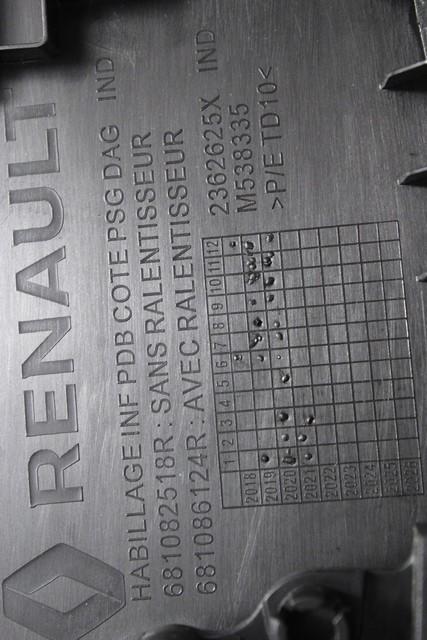 RENAULT
HABILLAGE INF PDB COTE PSG DAG IND
681082518R : SANS RALENTISSEUR
681086124R : AVEC RALENTISSEUR
2362625X IND
M538335
>P/E TD10<
1 2 3 4 5 6 7 8 9 10 11 12
2018
2019
2020
2021
2022
2023
2024
2025
2026